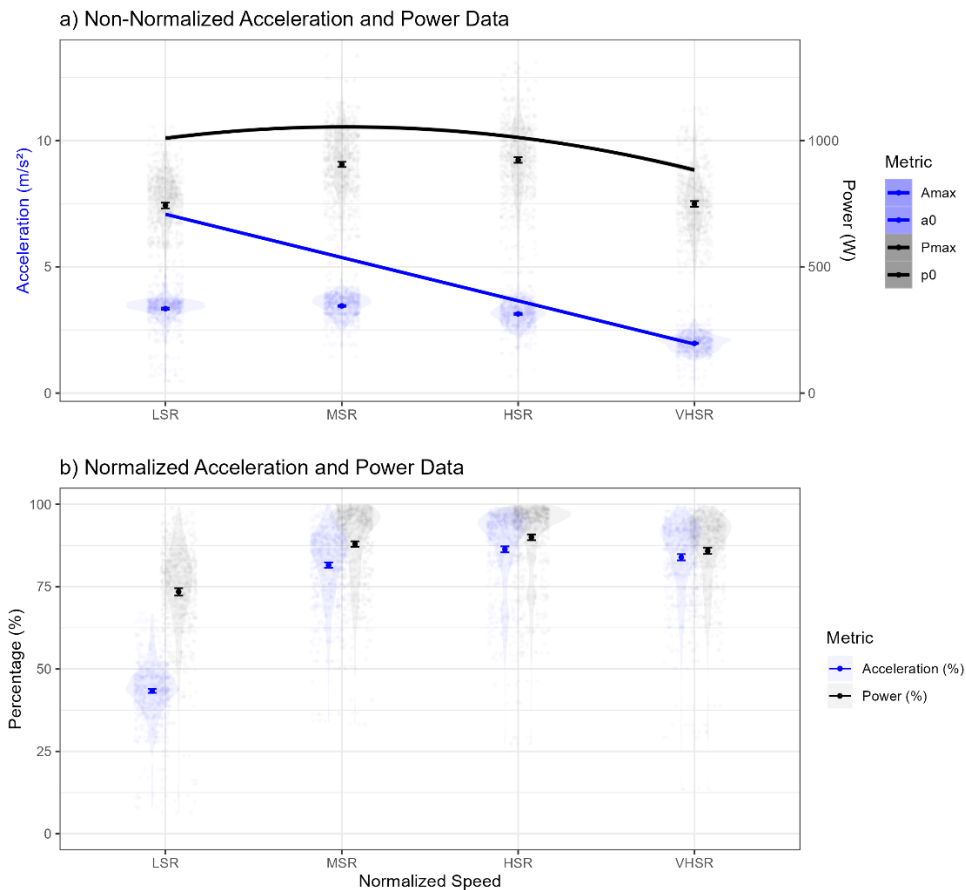 a) Non-Normalized Acceleration and Power Data
10
5
0
Acceleration (m/s²)
1000
500
0
Power (W)
LSR MSR HSR VHSR
Metric
Amax
a0
Pmax
p0
b) Normalized Acceleration and Power Data
100
75
50
25
0
Percentage (%)
LSR MSR HSR VHSR
Normalized Speed
Metric
Acceleration (%)
Power (%)